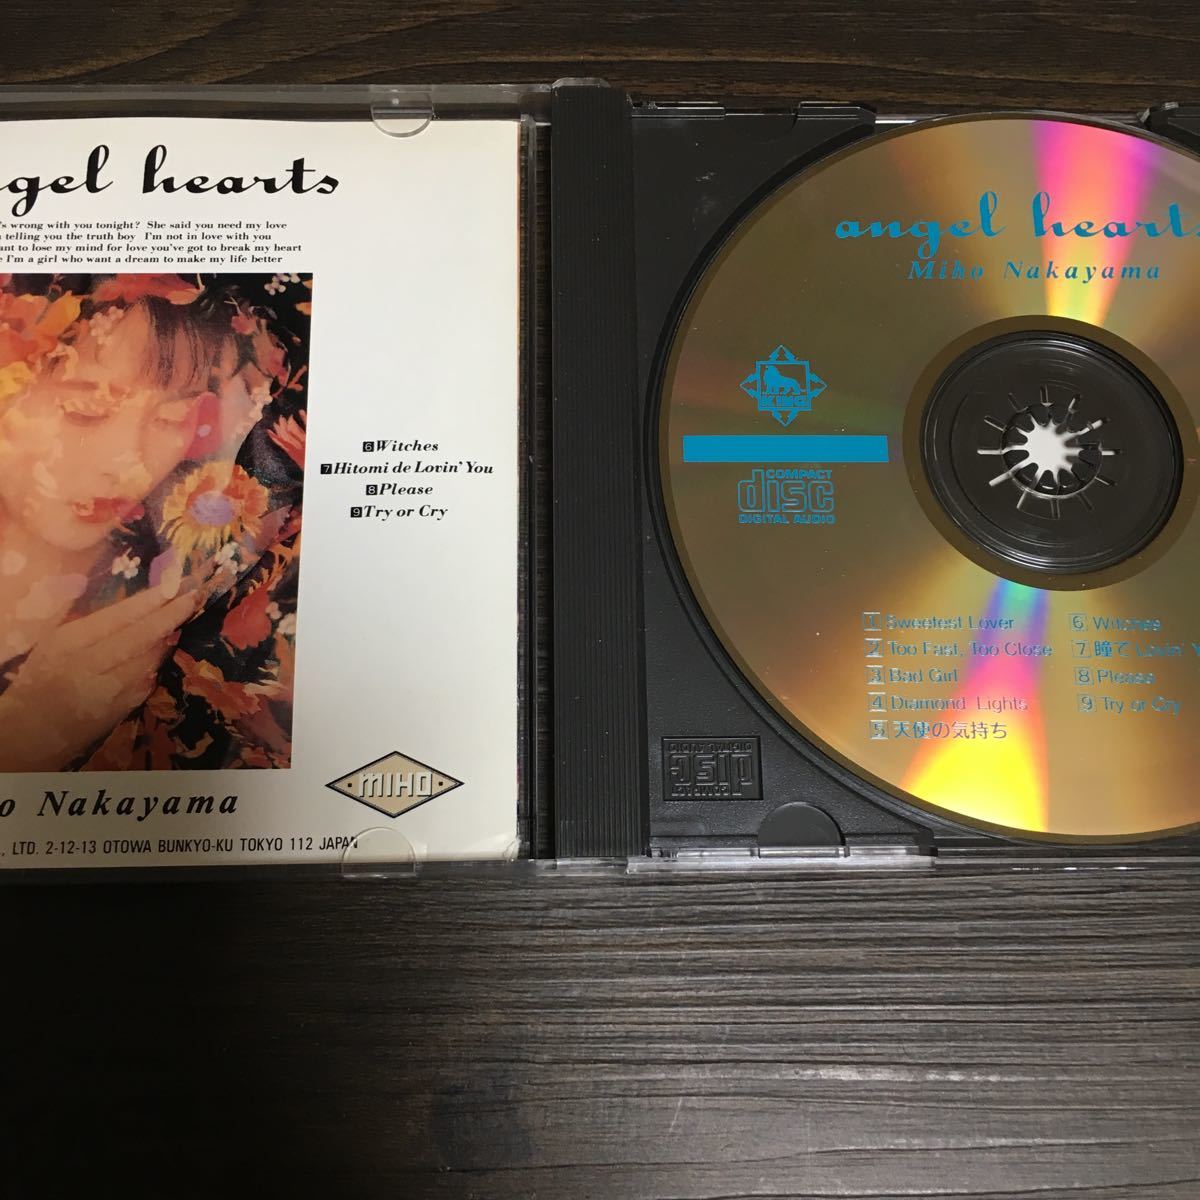 ngel hearts
's wrong with you tonight? She said you need my love
telling you the truth boy I'm not in love with you
ant to lose my mind for love you've got to break my heart
e I'm a girl who want a dream to make my life better
6 Witches
7 Hitomi de Lovin' You
8 Please
9 Try or Cry
MIHO
o Nakayama
., LTD. 2-12-13 OTOWA BUNKYO-KU TOKYO 112 JAPAN
angel hearts
Miho Nakayama
KING
COMPACT
disc
DIGITAL AUDIO
1 Sweetest Lover
2 Too Fast, Too Close
3 Bad Girl
4 Diamond Lights
5 天使の気持ち
6 Witches
7 瞳で Lovin' Y
8 Please
9 Try or Cry
COMPACT
disc
DIGITAL AUDIO